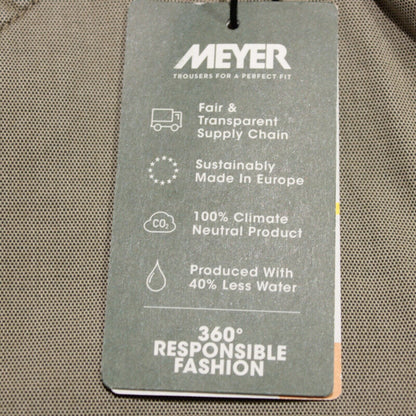 MEYER
TROUSERS FOR A PERFECT FIT
Fair &
Transparent
Supply Chain
Sustainably
Made In Europe
CO₂
100% Climate
Neutral Product
Produced With
40% Less Water
360°
RESPONSIBLE
FASHION